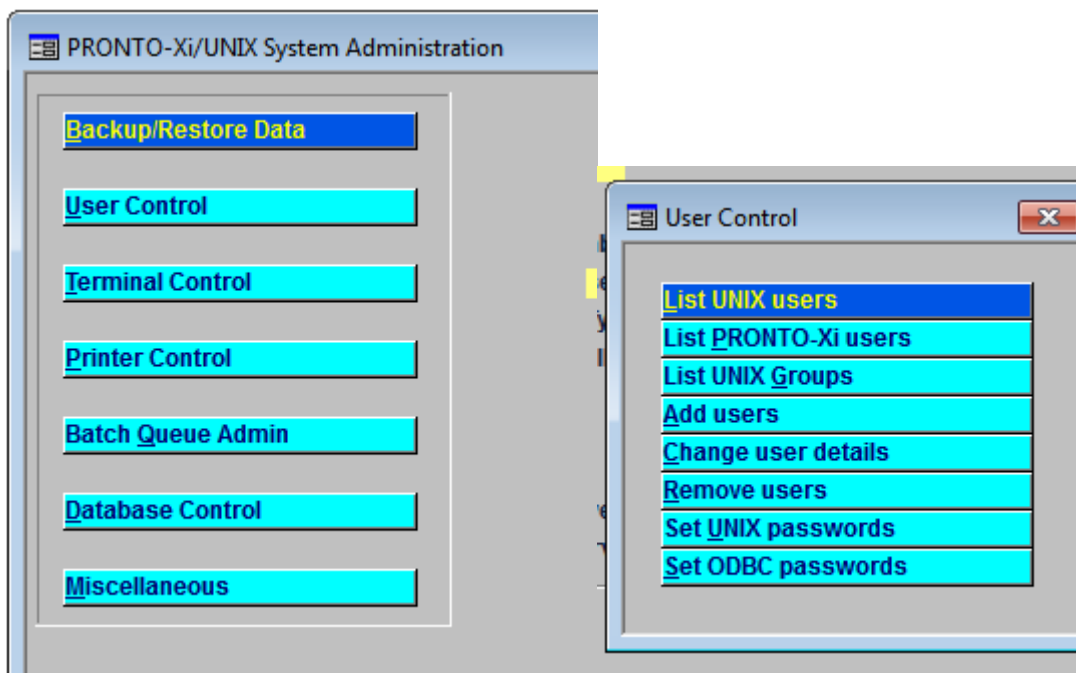 PRONTO-Xi/UNIX System Administration
Backup/Restore Data
User Control
Terminal Control
Printer Control
Batch Queue Admin
Database Control
Miscellaneous
User Control
List UNIX users
List PRONTO-Xi users
List UNIX Groups
Add users
Change user details
Remove users
Set UNIX passwords
Set ODBC passwords